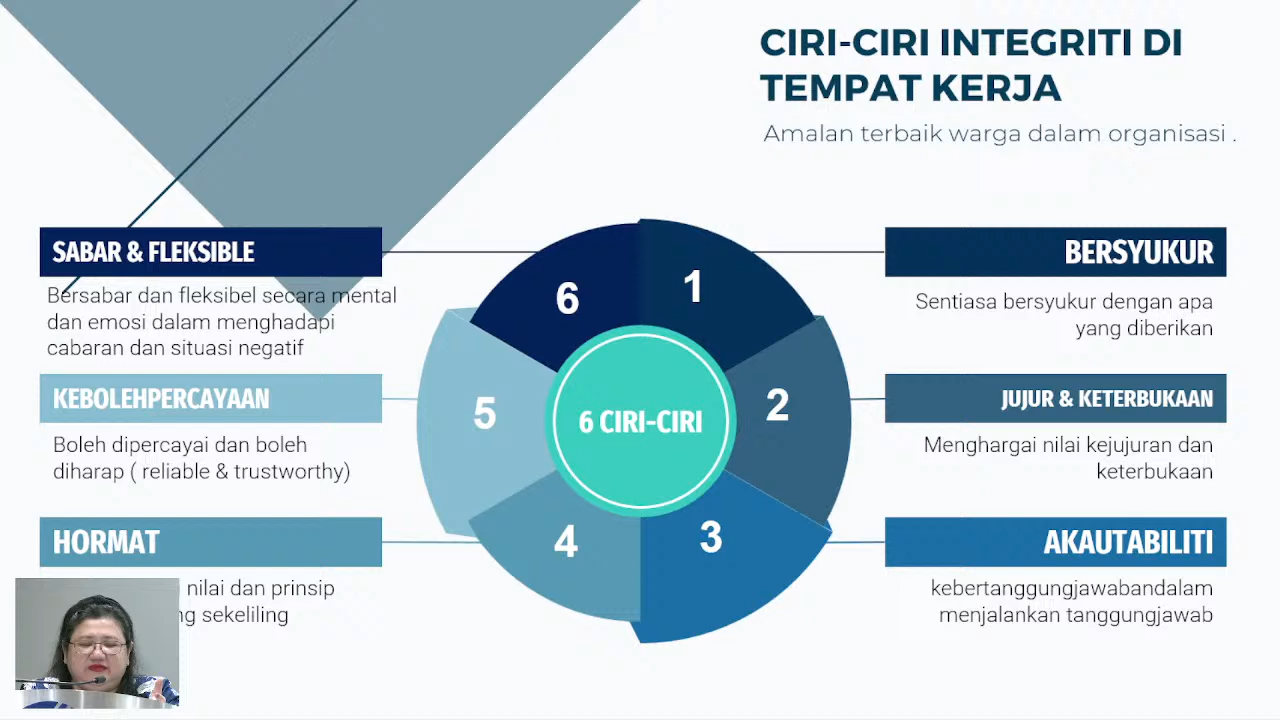 CIRI-CIRI INTEGRITI DI
TEMPAT KERJA
Amalan terbaik warga dalam organisasi .
SABAR & FLEKSIBLE
Bersabar dan fleksibel secara mental
dan emosi dalam menghadapi
cabaran dan situasi negatif
KEBOLEHPERCAYAAN
Boleh dipercayai dan boleh
diharap ( reliable & trustworthy)
HORMAT
nilai dan prinsip
sekeliling
6
1
5
2
4
3
6 CIRI-CIRI
BERSYUKUR
Sentiasa bersyukur dengan apa
yang diberikan
JUJUR & KETERBUKAAN
Menghargai nilai kejujuran dan
keterbukaan
AKAUTABILITI
kebertanggungjawabandalam
menjalankan tanggungjawab